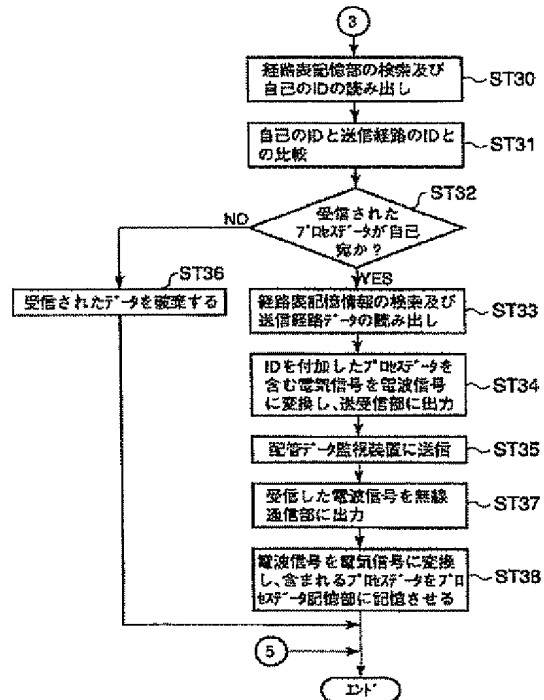 3
経路表記憶部の検索及び
自己のIDの読み出し
ST30
自己のIDと送信経路のIDと
の比較
ST31
ST32
受信された
プロセスデータが自己
宛か?
NO
YES
ST36
受信されたデータを破棄する
経路表記憶情報の検索及び
送信経路データの読み出し
ST33
IDを付加したプロセスデータを
含む電気信号を電波信号
に変換し、送受信部に出力
ST34
配信データ監視装置に送信
ST35
受信した電波信号を無線
通信部に出力
ST37
電波信号を電気信号に変換
し、含まれるプロセスデータをプロ
セスデータ記憶部に記憶させる
ST38
5
エンド